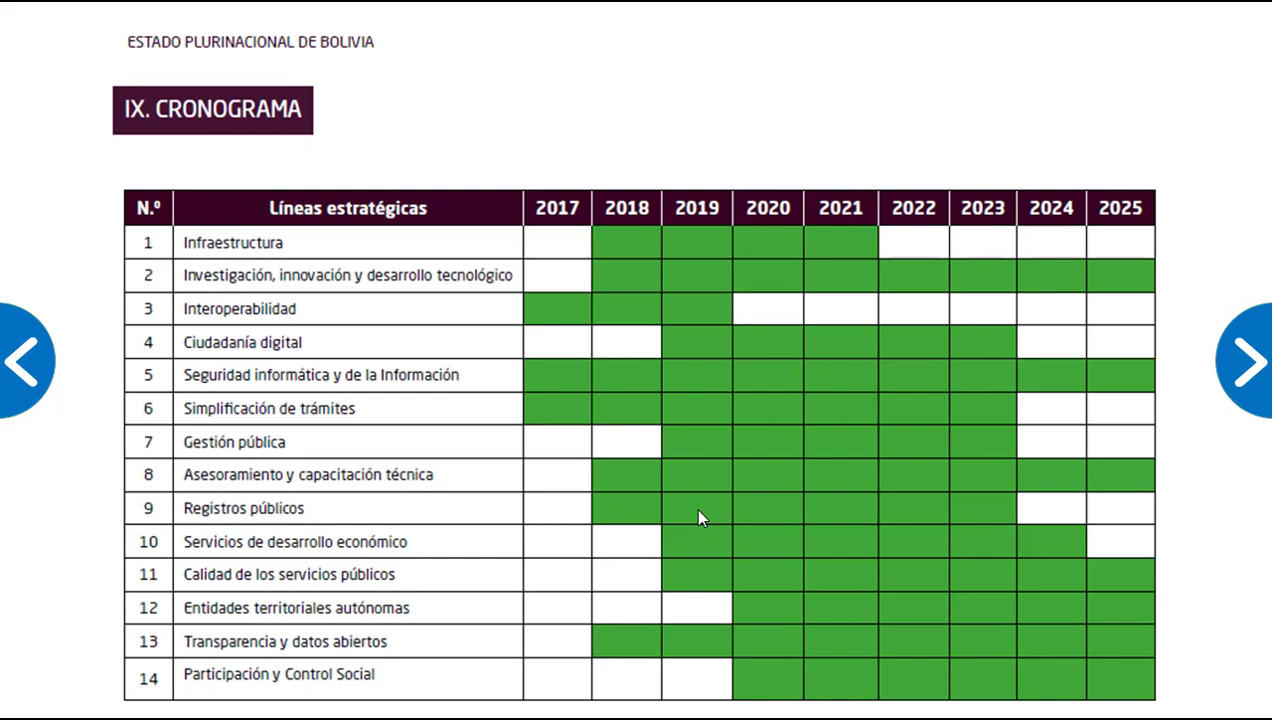 ESTADO PLURINACIONAL DE BOLIVIA
IX. CRONOGRAMA
N.º Líneas estratégicas 2017 2018 2019 2020 2021 2022 2023 2024 2025
1 Infraestructura
2 Investigación, innovación y desarrollo tecnológico
3 Interoperabilidad
4 Ciudadanía digital
5 Seguridad informática y de la Información
6 Simplificación de trámites
7 Gestión pública
8 Asesoramiento y capacitación técnica
9 Registros públicos
10 Servicios de desarrollo económico
11 Calidad de los servicios públicos
12 Entidades territoriales autónomas
13 Transparencia y datos abiertos
14 Participación y Control Social